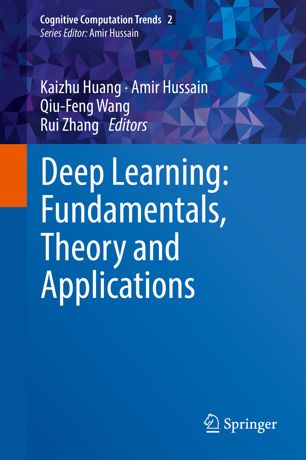 Cognitive Computation Trends 2
Series Editor: Amir Hussain
Kaizhu Huang · Amir Hussain
Qiu-Feng Wang
Rui Zhang Editors
Deep Learning:
Fundamentals,
Theory and
Applications
Springer